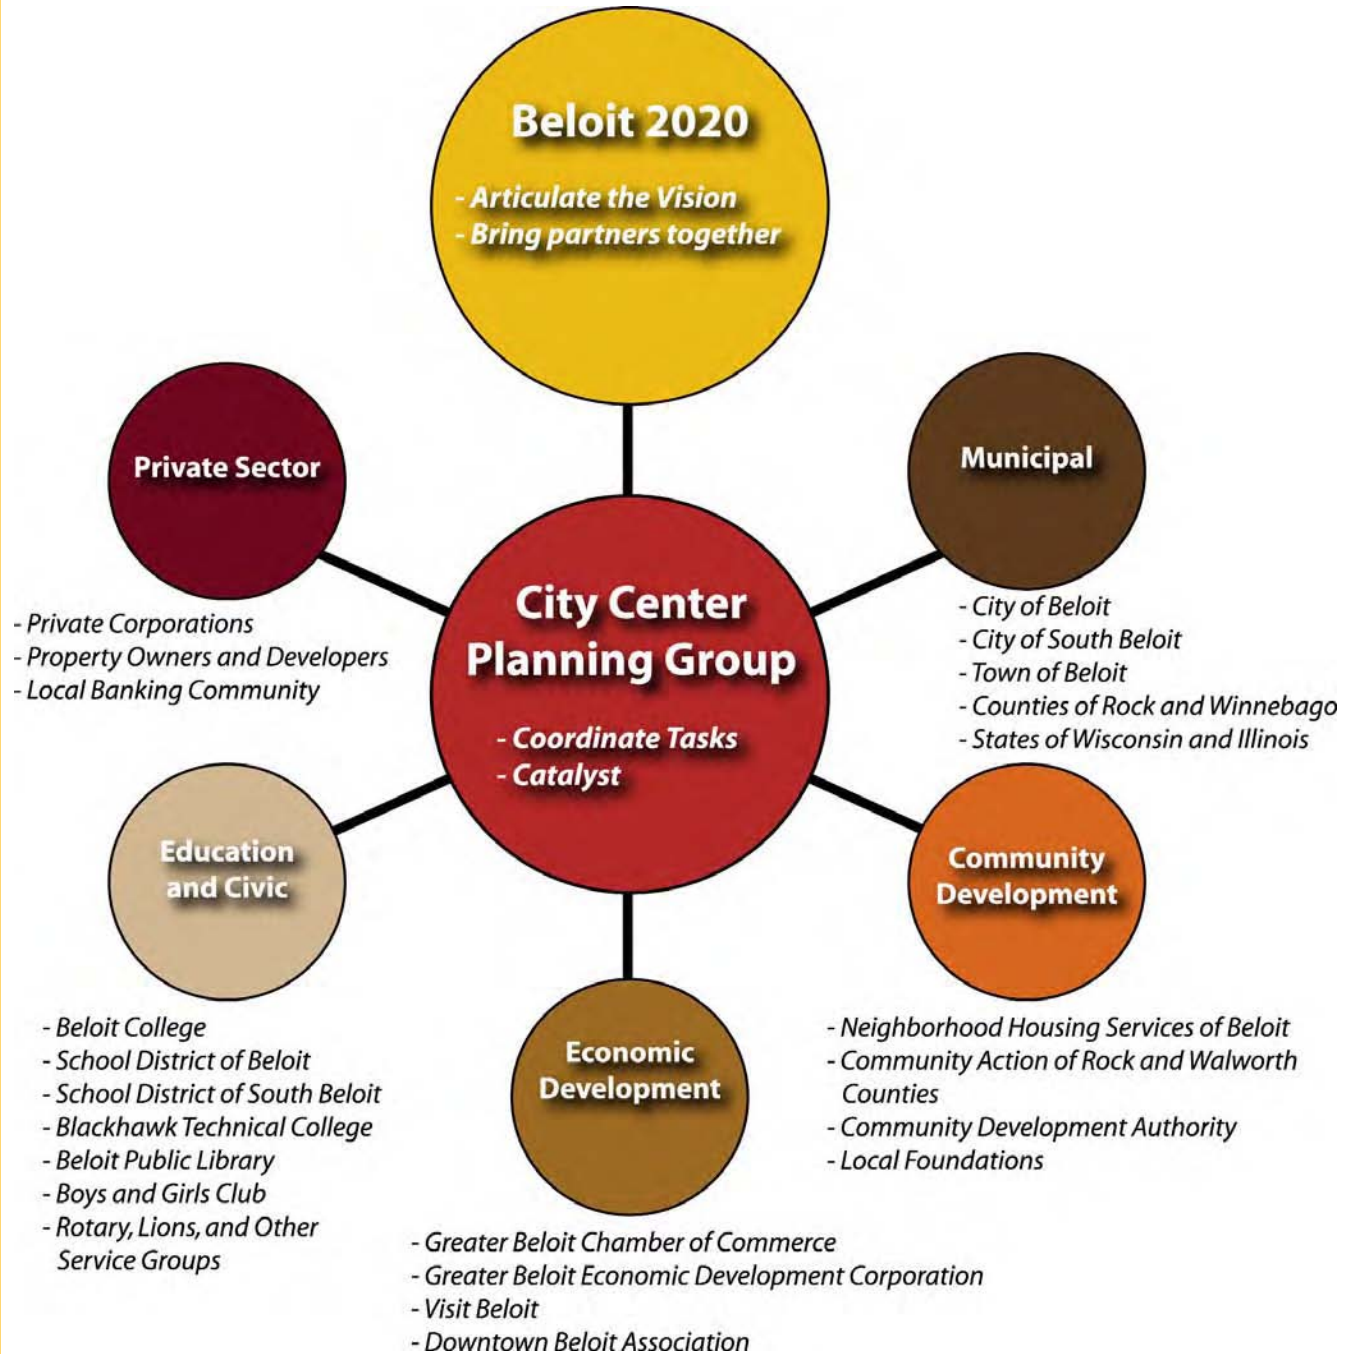 Beloit 2020
- Articulate the Vision
- Bring partners together
Private Sector
- Private Corporations
- Property Owners and Developers
- Local Banking Community
Municipal
- City of Beloit
- City of South Beloit
- Town of Beloit
- Counties of Rock and Winnebago
- States of Wisconsin and Illinois
City Center
Planning Group
- Coordinate Tasks
- Catalyst
Education
and Civic
- Beloit College
- School District of Beloit
- School District of South Beloit
- Blackhawk Technical College
- Beloit Public Library
- Boys and Girls Club
- Rotary, Lions, and Other
Service Groups
Community
Development
- Neighborhood Housing Services of Beloit
- Community Action of Rock and Walworth
Counties
- Community Development Authority
- Local Foundations
Economic
Development
- Greater Beloit Chamber of Commerce
- Greater Beloit Economic Development Corporation
- Visit Beloit
- Downtown Beloit Association